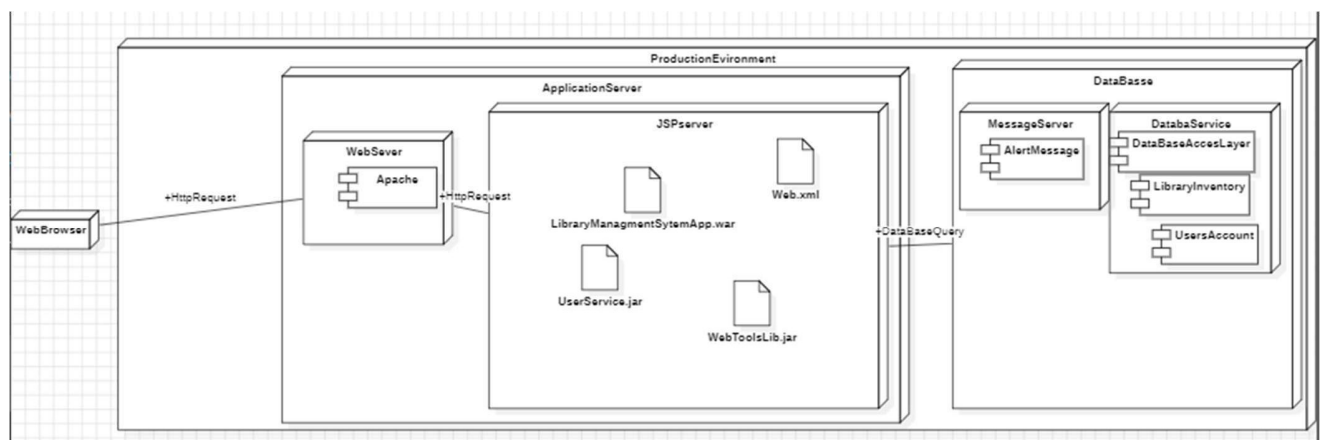 ProductionEvironment
ApplicationServer
DataBasse
JSPserver
MessageServer
DatabaService
WebSever
AlertMessage
DataBaseAccesLayer
Apache
Web.xml
LibraryInventory
+HttpRequest
+HttpRequest
LibraryManagmentSytemApp.war
WebBrowser
+DataBaseQuery
UsersAccount
UserService.jar
WebToolsLib.jar